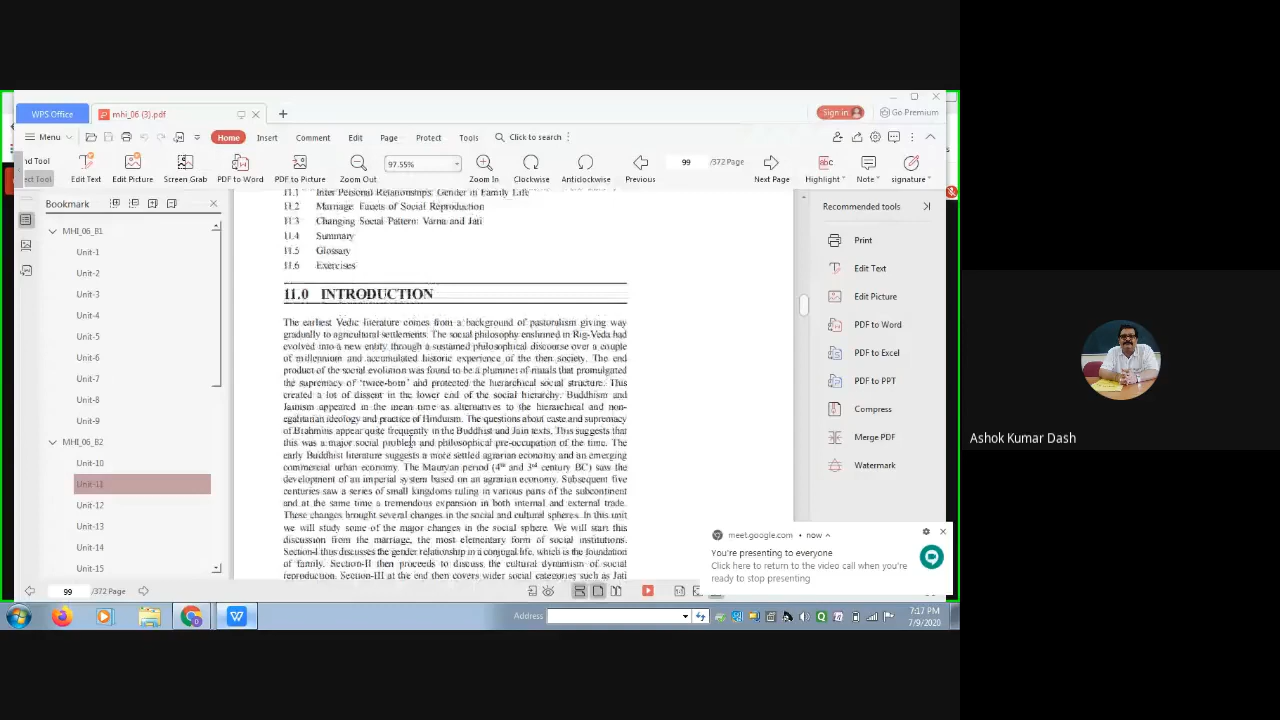 WPS Office
mhi_06 (3).pdf
Sign in
Go Premium
Menu
Home
Insert
Comment
Edit
Page
Protect
Tools
Click to search
nd Tool
ect Tool
Edit Text
Edit Picture
Screen Grab
PDF to Word
PDF to Picture
Zoom Out
97.55%
Zoom In
Clockwise
Anticlockwise
Previous
99
/372 Page
Next Page
Highlight
Note
signature
Bookmark
MHI_06_B1
Unit-1
Unit-2
Unit-3
Unit-4
Unit-5
Unit-6
Unit-7
Unit-8
Unit-9
MHI_06_B2
Unit-10
Unit-11
Unit-12
Unit-13
Unit-14
Unit-15
11.1 Inter Personal Relationships: Gender in Family Life
11.2 Marriage Facets of Social Reproduction
11.3 Changing Social Pattern: Varna and Jati
11.4 Summary
11.5 Glossary
11.6 Exercises
11.0 INTRODUCTION
The earliest Vedic literature comes from a background of pastoralism giving way
gradually to agricultural settlements. The social philosophy enshrined in Rig-Veda had
evolved into a new entity through a sustained philosophical discourse over a couple
of millennium and accumulated historic experience of the then society. The end
product of the social evolution was found to be a plummet of rituals that promulgated
the supremacy of 'twice-born' and protected the hierarchical social structure. This
created a lot of dissent in the lower end of the social hierarchy. Buddhism and
Jainism appeared in the mean time as alternatives to the hierarchical and non-
egalitarian ideology and practice of Hinduism. The questions about caste and supremacy
of Brahmins appear quite frequently in the Buddhist and Jain texts. This suggests that
this was a major social problem and philosophical pre-occupation of the time. The
early Buddhist literature suggests a more settled agrarian economy and an emerging
commercial urban economy. The Mauryan period (4th and 3rd century BC) saw the
development of an imperial system based on an agrarian economy. Subsequent five
centuries saw a series of small kingdoms ruling in various parts of the subcontinent
and at the same time a tremendous expansion in both internal and external trade.
These changes brought several changes in the social and cultural spheres. In this unit
we will study some of the major changes in the social sphere. We will start this
discussion from the marriage, the most elementary form of social institutions.
Section-I thus discusses the gender relationship in a conjugal life, which is the foundation
of family. Section-II then proceeds to discuss, the cultural dynamism of social
reproduction. Section-III at the end then covers wider social categories such as Jati
Recommended tools
Print
Edit Text
Edit Picture
PDF to Word
PDF to Excel
PDF to PPT
Compress
Merge PDF
Watermark
meet.google.com • now
You're presenting to everyone
Click here to return to the video call when you're
ready to stop presenting
99
/372 Page
Address
7:17 PM
7/9/2020
Ashok Kumar Dash